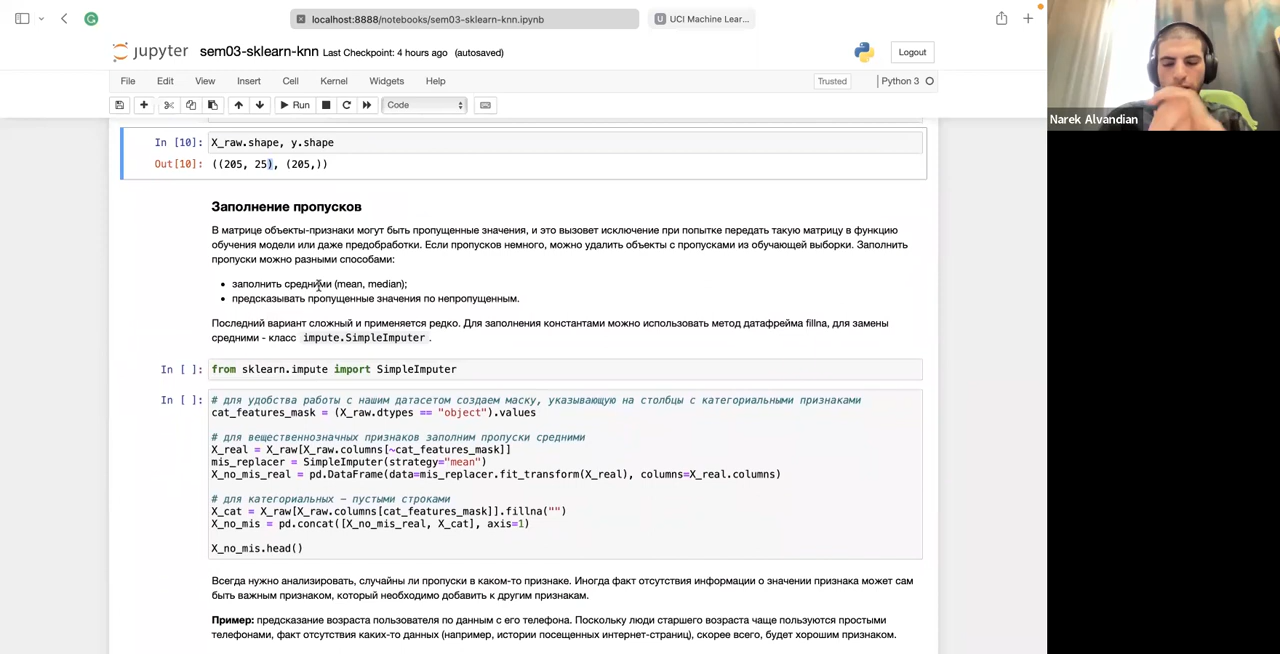 localhost:8888/notebooks/sem03-sklearn-knn.ipynb
UCI Machine Lear...
jupyter sem03-sklearn-knn Last Checkpoint: 4 hours ago (autosaved)
Logout
File Edit View Insert Cell Kernel Widgets Help
Trusted
Python 3
Run
Code
Narek Alvandian
In [10]: X_raw.shape, y.shape
Out[10]: ((205, 25), (205,))
Заполнение пропусков
В матрице объекты-признаки могут быть пропущенные значения, и это вызовет исключение при попытке передать такую матрицу в функцию
обучения модели или даже предобработки. Если пропусков немного, можно удалить объекты с пропусками из обучающей выборки. Заполнить
пропуски можно разными способами:
• заполнить средними (mean, median);
• предсказывать пропущенные значения по непропущенным.
Последний вариант сложный и применяется редко. Для заполнения константами можно использовать метод датафрейма fillna, для замены
средними - класс impute.SimpleImputer .
In [ ]: from sklearn.impute import SimpleImputer
In [ ]: # для удобства работы с нашим датасетом создаем маску, указывающую на столбцы с категориальными признаками
cat_features_mask = (X_raw.dtypes == "object").values
# для вещественнозначных признаков заполним пропуски средними
X_real = X_raw[X_raw.columns[~cat_features_mask]]
mis_replacer = SimpleImputer(strategy="mean")
X_no_mis_real = pd.DataFrame(data=mis_replacer.fit_transform(X_real), columns=X_real.columns)
# для категориальных - пустыми строками
X_cat = X_raw[X_raw.columns[cat_features_mask]].fillna("")
X_no_mis = pd.concat([X_no_mis_real, X_cat], axis=1)
X_no_mis.head()
Всегда нужно анализировать, случайны ли пропуски в каком-то признаке. Иногда факт отсутствия информации о значении признака может сам
быть важным признаком, который необходимо добавить к другим признакам.
Пример: предсказание возраста пользователя по данным с его телефона. Поскольку люди старшего возраста чаще пользуются простыми
телефонами, факт отсутствия каких-то данных (например, истории посещенных интернет-страниц), скорее всего, будет хорошим признаком.